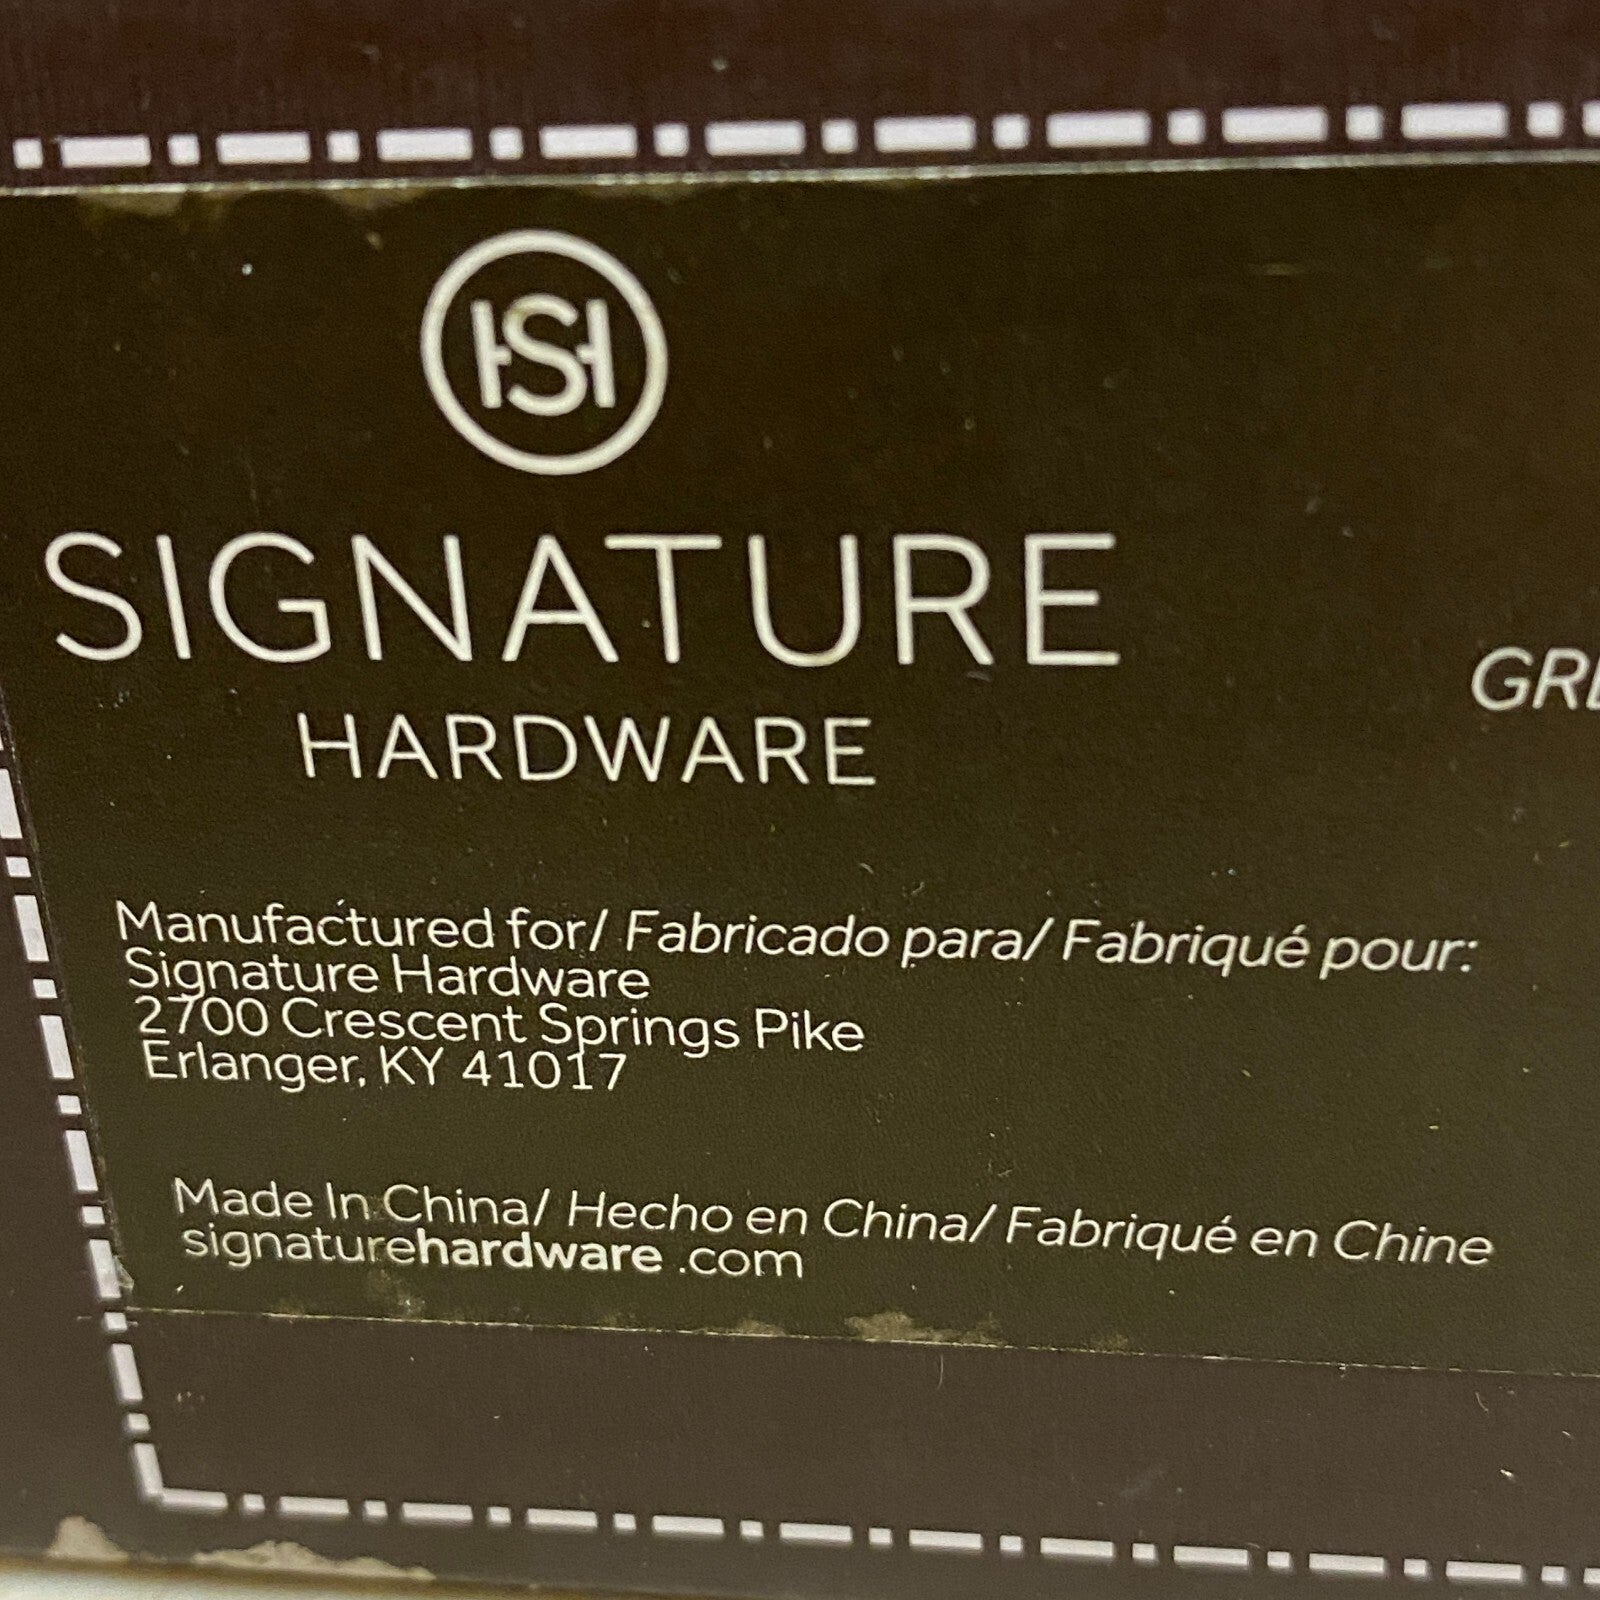 HS
SIGNATURE
HARDWARE
Manufactured for/ Fabricado para/ Fabriqué pour:
Signature Hardware
2700 Crescent Springs Pike
Erlanger, KY 41017
Made In China/ Hecho en China/ Fabriqué en Chine
signaturehardware .com